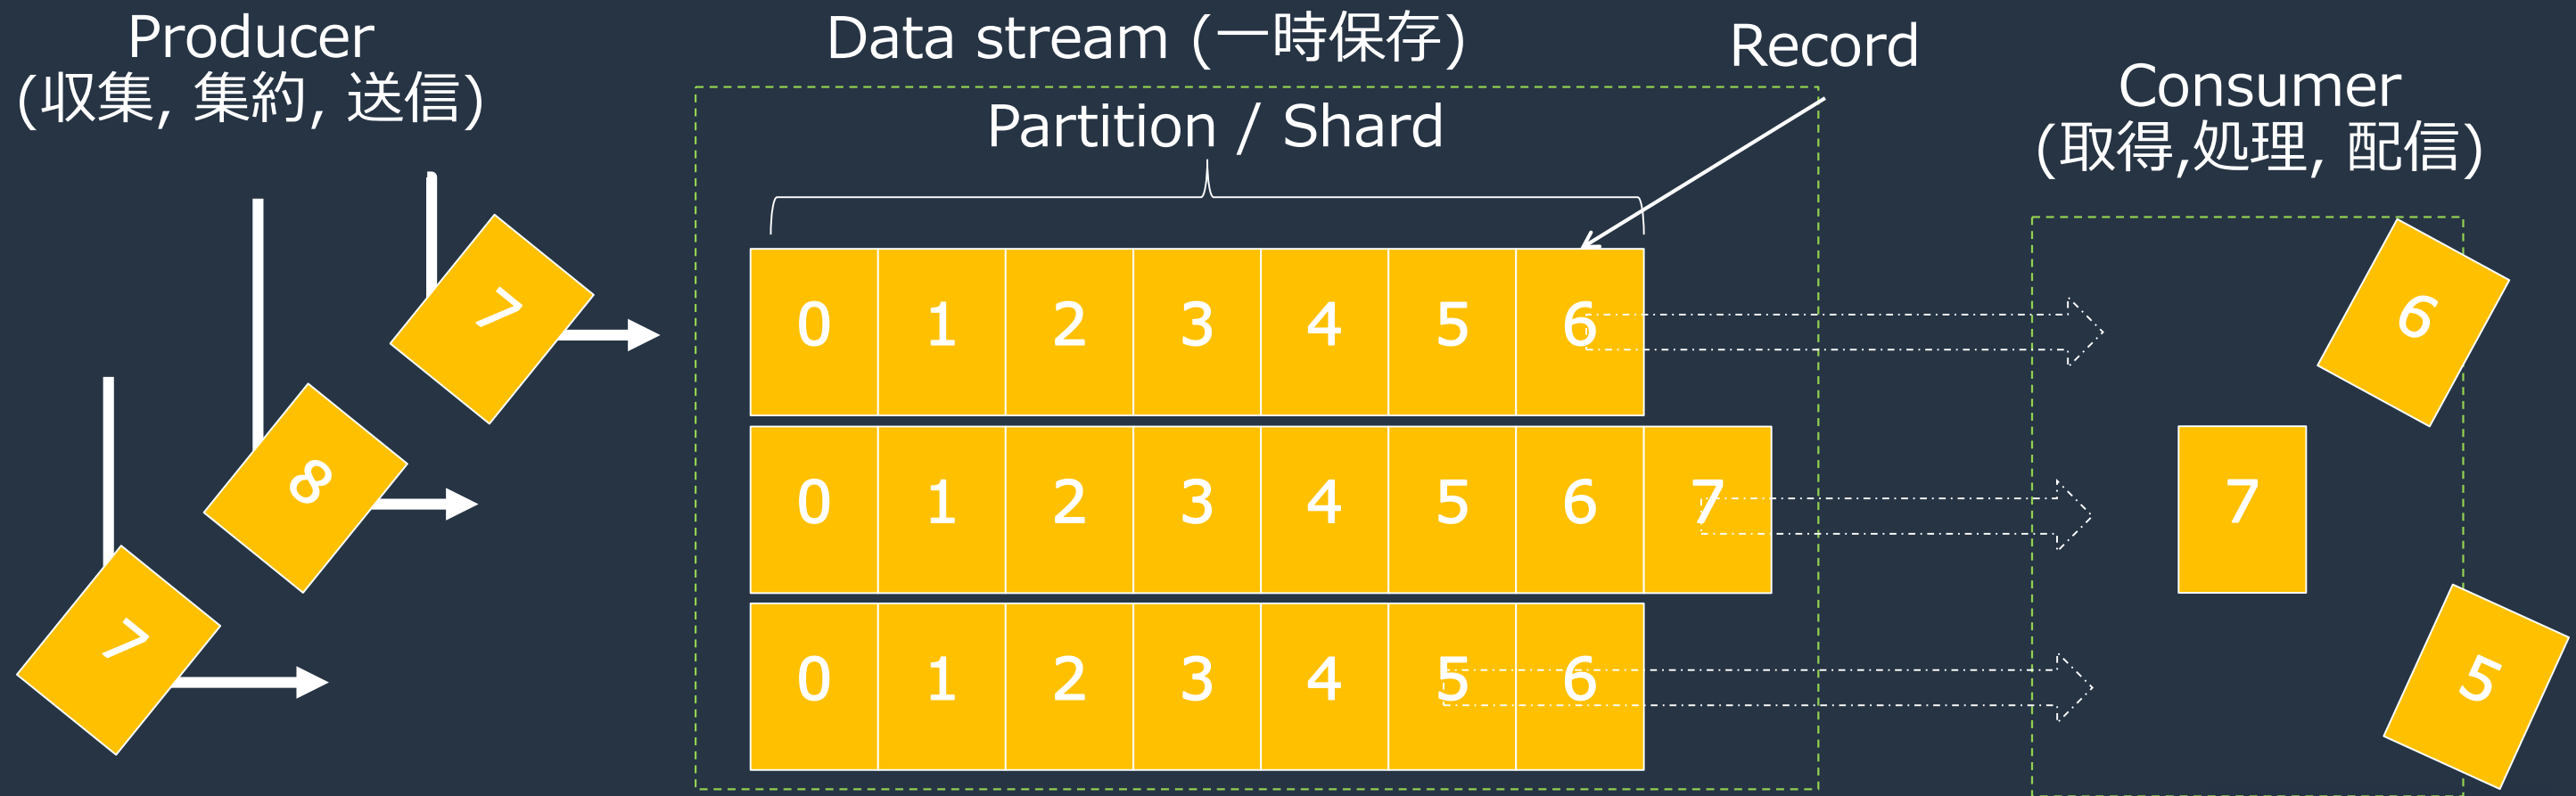 Producer
(収集, 集約, 送信)
Data stream (一時保存)
Record
Partition / Shard
Consumer
(取得,処理, 配信)
7
8
7
0 1 2 3 4 5 6
0 1 2 3 4 5 6 7
0 1 2 3 4 5 6
6
7
5